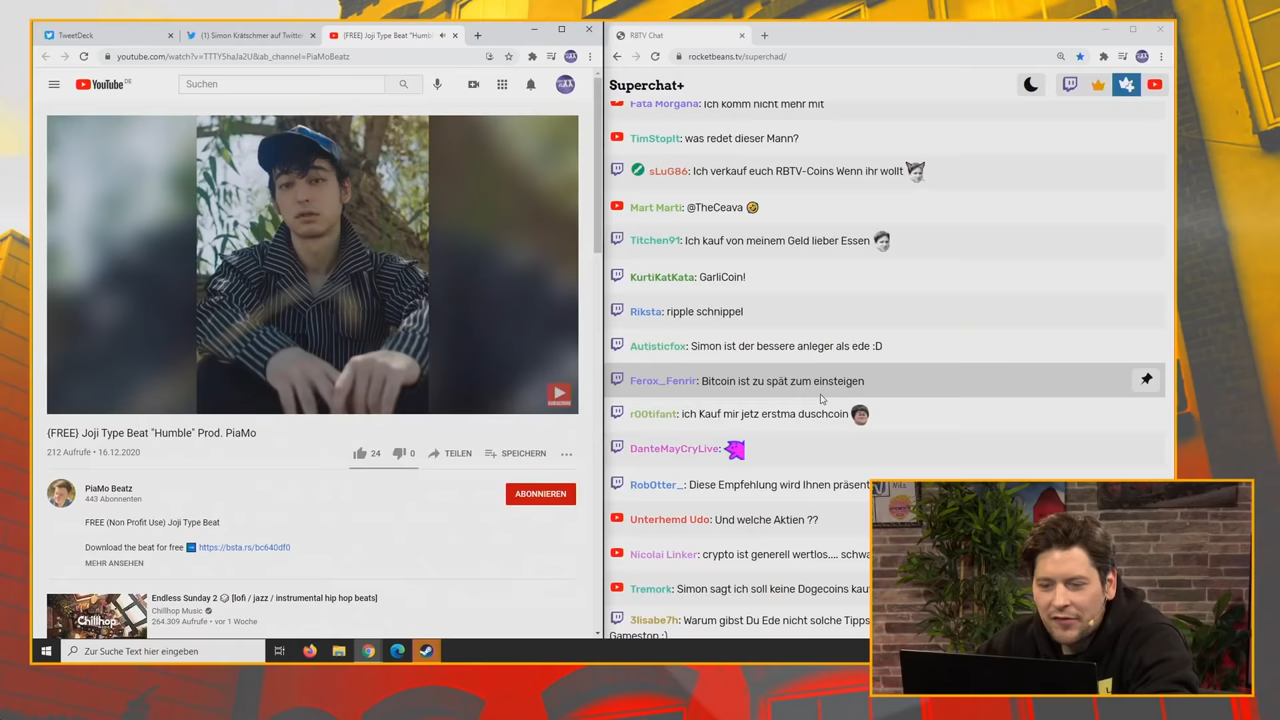 TweetDeck
(1) Simon Krätschmer auf Twitter
(FREE) Joji Type Beat "Humbl
youtube.com/watch?v=TTTY5haJa2U&ab_channel=PiaMoBeatz
YouTube DE
Suchen
SUBSCRIBE
{FREE} Joji Type Beat "Humble" Prod. PiaMo
212 Aufrufe • 16.12.2020
24
0
TEILEN
SPEICHERN
PiaMo Beatz
443 Abonnenten
ABONNIEREN
FREE (Non Profit Use) Joji Type Beat
Download the beat for free ➡ https://bsta.rs/bc640df0
MEHR ANSEHEN
Chillhop
Endless Sunday 2 🎲 [lofi / jazz / instrumental hip hop beats]
Chillhop Music
264.309 Aufrufe • vor 1 Woche
Zur Suche Text hier eingeben
RBTV Chat
rocketbeans.tv/superchad/
Superchat+
Fata Morgana: Ich komm nicht mehr mit
TimStopIt: was redet dieser Mann?
sLuG86: Ich verkauf euch RBTV-Coins Wenn ihr wollt
Mart Marti: @TheCeava 🤣
Titchen91: Ich kauf von meinem Geld lieber Essen
KurtiKatKata: GarliCoin!
Riksta: ripple schnippel
Autisticfox: Simon ist der bessere anleger als ede :D
Ferox_Fenrir: Bitcoin ist zu spät zum einsteigen
r00tifant: ich Kauf mir jetz erstma duschcoin
DanteMayCryLive:
RobOtter_: Diese Empfehlung wird Ihnen präsent
Unterhemd Udo: Und welche Aktien ??
Nicolai Linker: crypto ist generell wertlos.... schwa
Tremork: Simon sagt ich soll keine Dogecoins kau
3lisabe7h: Warum gibst Du Ede nicht solche Tipps
Gamestop :)
Nils